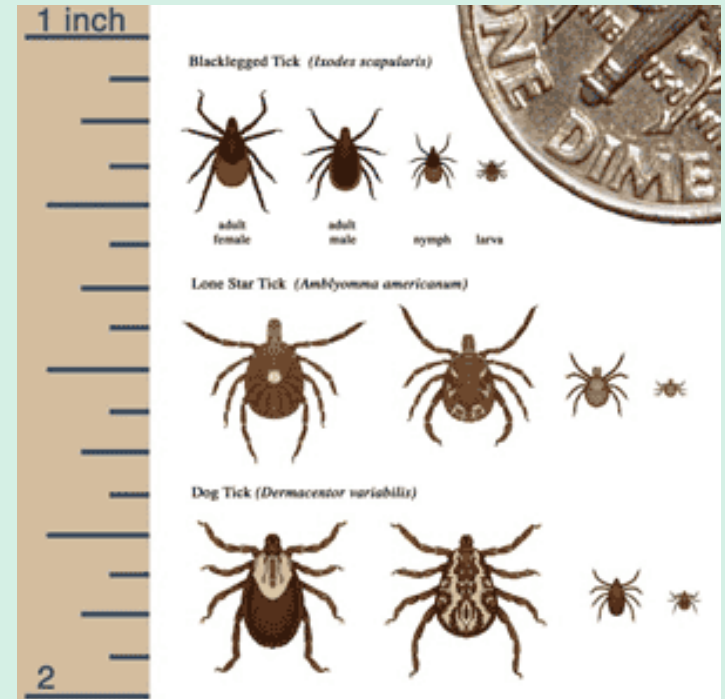 1 inch
Blacklegged Tick (Ixodes scapularis)
ONE DIME
adult female
adult male
nymph
larva
Lone Star Tick (Amblyomma americanum)
Dog Tick (Dermacentor variabilis)
2